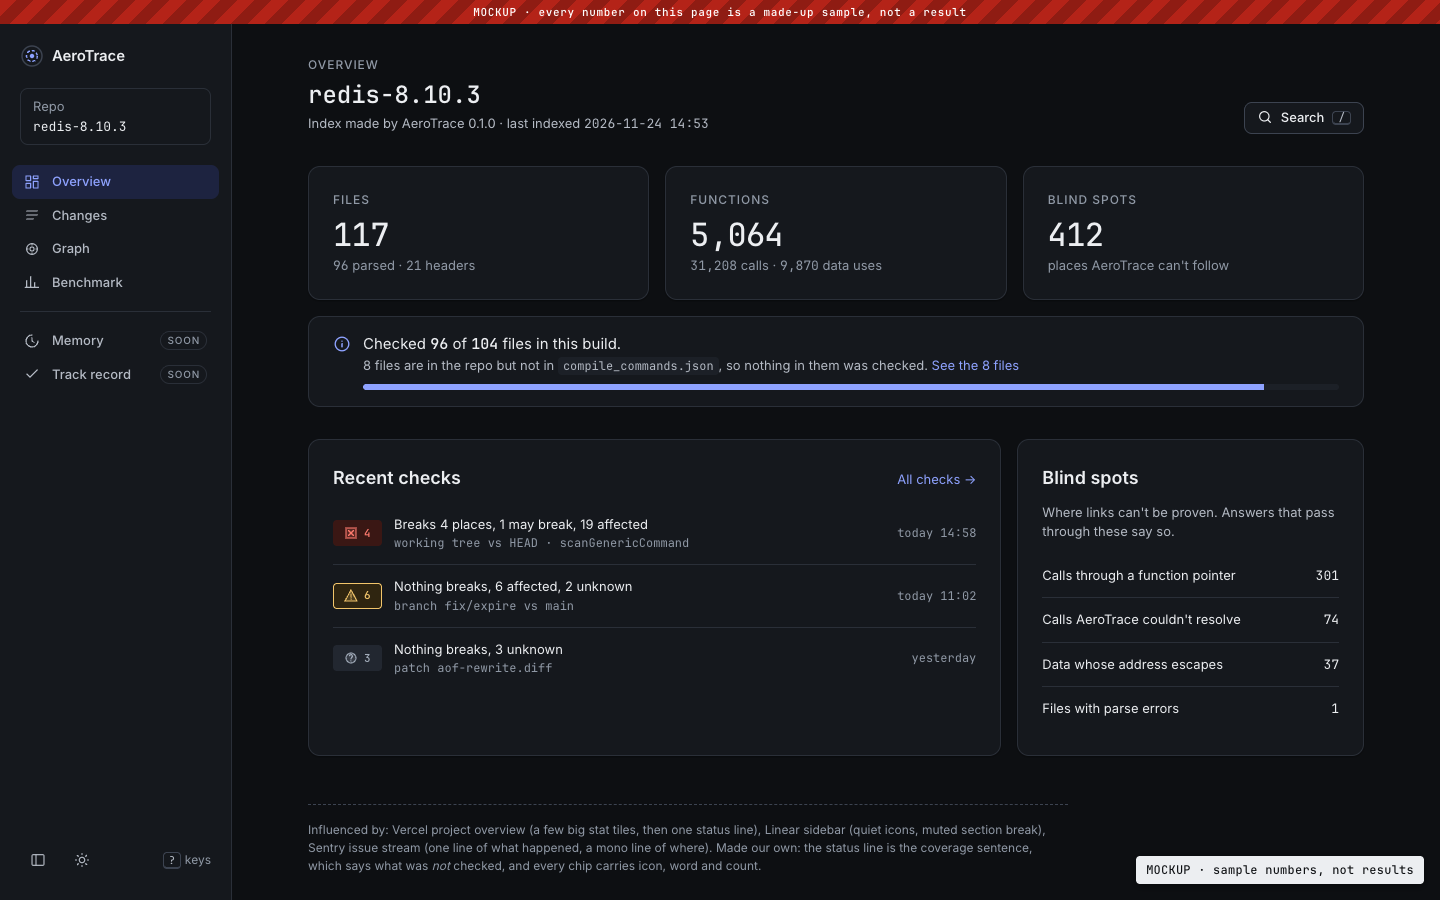 MOCKUP · every number on this page is a made-up sample, not a result
AeroTrace
Repo
redis-8.10.3
Overview
Changes
Graph
Benchmark
Memory SOON
Track record SOON
? keys
OVERVIEW
redis-8.10.3
Index made by AeroTrace 0.1.0 · last indexed 2026-11-24 14:53
Search /
FILES
117
96 parsed · 21 headers
FUNCTIONS
5,064
31,208 calls · 9,870 data uses
BLIND SPOTS
412
places AeroTrace can't follow
Checked 96 of 104 files in this build.
8 files are in the repo but not in compile_commands.json, so nothing in them was checked. See the 8 files
Recent checks
All checks →
4
Breaks 4 places, 1 may break, 19 affected
working tree vs HEAD · scanGenericCommand
today 14:58
6
Nothing breaks, 6 affected, 2 unknown
branch fix/expire vs main
today 11:02
3
Nothing breaks, 3 unknown
patch aof-rewrite.diff
yesterday
Blind spots
Where links can't be proven. Answers that pass
through these say so.
Calls through a function pointer 301
Calls AeroTrace couldn't resolve 74
Data whose address escapes 37
Files with parse errors 1
Influenced by: Vercel project overview (a few big stat tiles, then one status line), Linear sidebar (quiet icons, muted section break),
Sentry issue stream (one line of what happened, a mono line of where). Made our own: the status line is the coverage sentence,
which says what was not checked, and every chip carries icon, word and count.
MOCKUP · sample numbers, not results